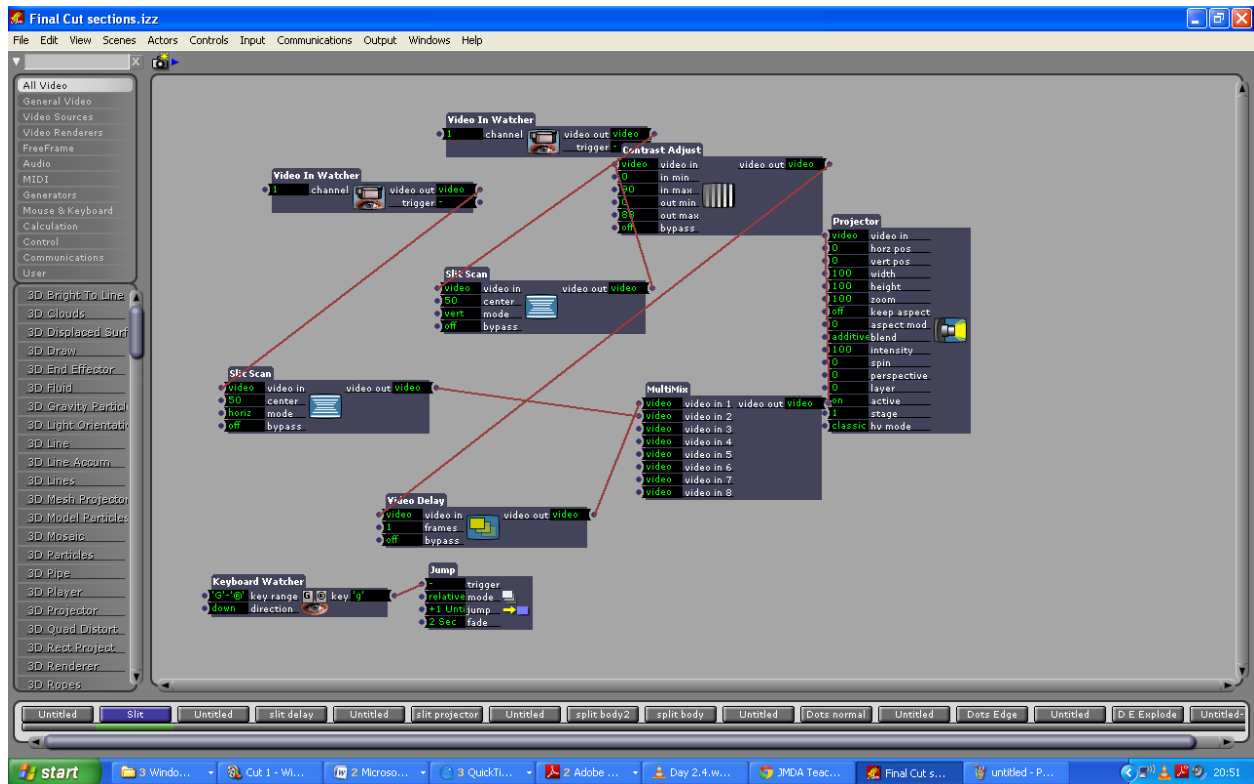 Final Cut sections.izz
File Edit View Scenes Actors Controls Input Communications Output Windows Help
All Video
General Video
Video Sources
Video Renderers
FreeFrame
Audio
MIDI
Generators
Mouse & Keyboard
Calculation
Control
Communications
User
3D Bright To Line
3D Clouds
3D Displaced Surf
3D Draw
3D End Effector
3D Fluid
3D Gravity Particl
3D Light Orientatio
3D Line
3D Line Accum
3D Lines
3D Mesh Projector
3D Model Particles
3D Mosaic
3D Particles
3D Pipe
3D Player
3D Projector
3D Quad Distort
3D Rect Project
3D Renderer
3D Ropes
Video In Watcher
1 channel video out video
trigger -
Video In Watcher
1 channel video out video
trigger -
Contrast Adjust
video video in video out video
0 in min
90 in max
0 out min
88 out max
off bypass
Projector
video video in
0 horz pos
0 vert pos
100 width
100 height
100 zoom
off keep aspect
0 aspect mod
additive blend
100 intensity
0 spin
0 perspective
0 layer
on active
1 stage
classic hv mode
Slit Scan
video video in video out video
50 center
vert mode
off bypass
Slit Scan
video video in video out video
50 center
horiz mode
off bypass
MultiMix
video video in 1 video out video
video video in 2
video video in 3
video video in 4
video video in 5
video video in 6
video video in 7
video video in 8
Video Delay
video video in video out video
1 frames
off bypass
Keyboard Watcher
'G'-'@' key range G @ key 'g'
down direction
Jump
- trigger
relative mode
+1 Unti jump
2 Sec fade
Untitled Slit Untitled slit delay Untitled slit projector Untitled split body2 split body Untitled Dots normal Untitled Dots Edge Untitled D E Explode Untitled-
start 3 Windo... Cut 1 - Wi... 2 Microso... 3 QuickTi... 2 Adobe ... Day 2.4.w... JMDA Teac... Final Cut s... untitled - P... 20:51